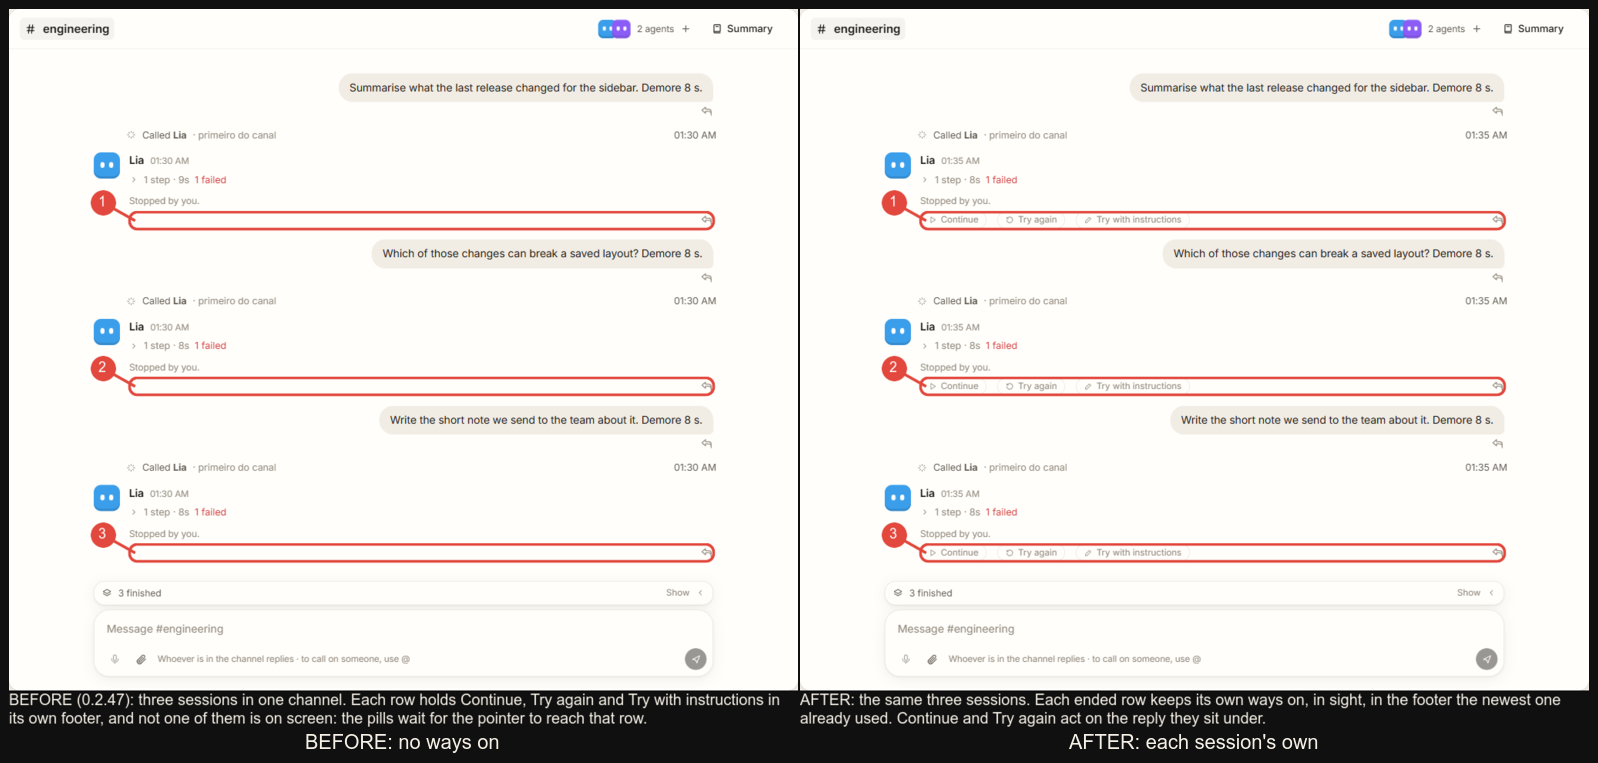 # engineering
2 agents +
Summary
Summarise what the last release changed for the sidebar. Demore 8 s.
Called Lia · primeiro do canal
01:30 AM
Lia 01:30 AM
1 step · 9s 1 failed
Stopped by you.
1
Which of those changes can break a saved layout? Demore 8 s.
Called Lia · primeiro do canal
01:30 AM
Lia 01:30 AM
1 step · 8s 1 failed
Stopped by you.
2
Write the short note we send to the team about it. Demore 8 s.
Called Lia · primeiro do canal
01:30 AM
Lia 01:30 AM
1 step · 8s 1 failed
Stopped by you.
3
3 finished
Show
Message #engineering
Whoever is in the channel replies · to call on someone, use @
BEFORE (0.2.47): three sessions in one channel. Each row holds Continue, Try again and Try with instructions in
its own footer, and not one of them is on screen: the pills wait for the pointer to reach that row.
BEFORE: no ways on
# engineering
2 agents +
Summary
Summarise what the last release changed for the sidebar. Demore 8 s.
Called Lia · primeiro do canal
01:35 AM
Lia 01:35 AM
1 step · 8s 1 failed
Stopped by you.
1
Continue
Try again
Try with instructions
Which of those changes can break a saved layout? Demore 8 s.
Called Lia · primeiro do canal
01:35 AM
Lia 01:35 AM
1 step · 8s 1 failed
Stopped by you.
2
Continue
Try again
Try with instructions
Write the short note we send to the team about it. Demore 8 s.
Called Lia · primeiro do canal
01:35 AM
Lia 01:35 AM
1 step · 8s 1 failed
Stopped by you.
3
Continue
Try again
Try with instructions
3 finished
Show
Message #engineering
Whoever is in the channel replies · to call on someone, use @
AFTER: the same three sessions. Each ended row keeps its own ways on, in sight, in the footer the newest one
already used. Continue and Try again act on the reply they sit under.
AFTER: each session's own